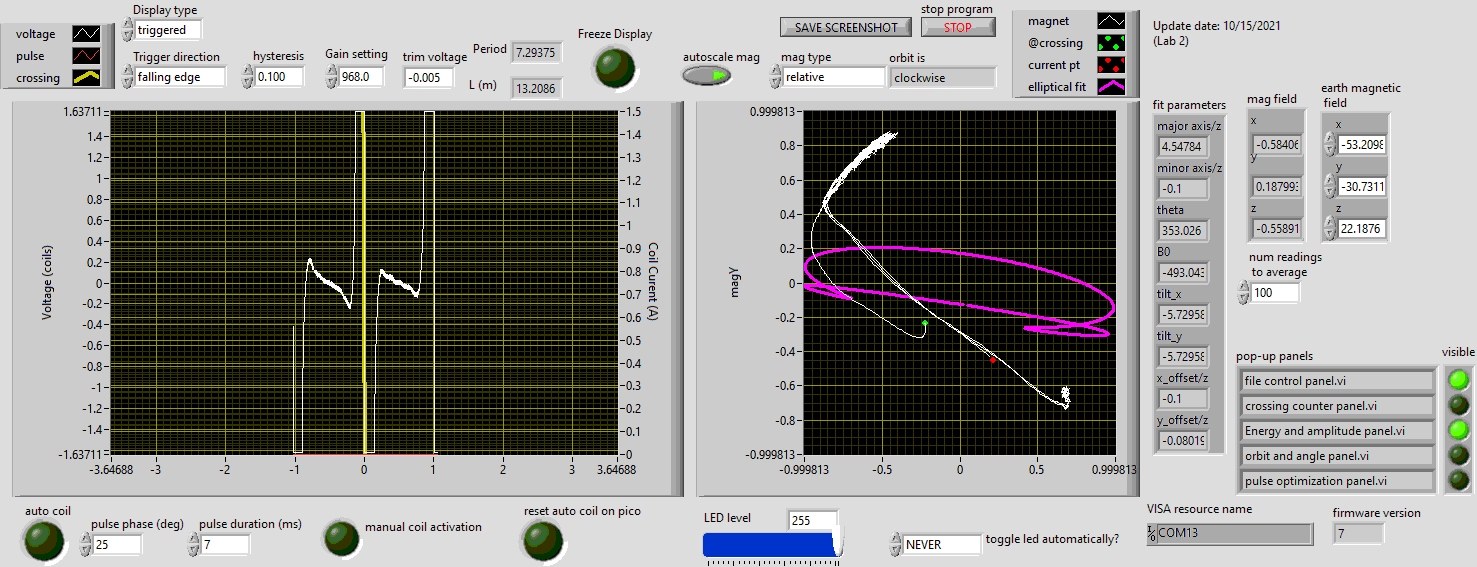 voltage
pulse
crossing
Display type
triggered
Trigger direction
falling edge
hysteresis
0.100
Gain setting
968.0
trim voltage
-0.005
Period
7.29375
L (m)
13.2086
Freeze Display
SAVE SCREENSHOT
stop program
STOP
autoscale mag
mag type
relative
orbit is
clockwise
magnet
@crossing
current pt
elliptical fit
Update date: 10/15/2021
(Lab 2)
1.63711
1.4
1.2
1
0.8
0.6
0.4
0.2
0
-0.2
-0.4
-0.6
-0.8
-1
-1.2
-1.4
-1.63711
Voltage (coils)
-3.64688
-3
-2
-1
0
1
2
3
3.64688
1.5
1.4
1.3
1.2
1.1
1
0.9
0.8
0.7
0.6
0.5
0.4
0.3
0.2
0.1
0
Coil Curent (A)
0.999813
0.8
0.6
0.4
0.2
0
-0.2
-0.4
-0.6
-0.8
-0.999813
magY
-0.999813
-0.5
0
0.5
0.999813
fit parameters
major axis/z
4.54784
minor axis/z
-0.1
theta
353.026
B0
-493.043
tilt_x
-5.72958
tilt_y
-5.72958
x_offset/z
-0.1
y_offset/z
-0.08019
mag field
x
-0.58406
y
0.187993
z
-0.55891
earth magnetic
field
x
-53.2098
y
-30.7311
z
22.1876
num readings
to average
100
pop-up panels
visible
file control panel.vi
crossing counter panel.vi
Energy and amplitude panel.vi
orbit and angle panel.vi
pulse optimization panel.vi
auto coil
pulse phase (deg)
25
pulse duration (ms)
7
manual coil activation
reset auto coil on pico
LED level
255
NEVER
toggle led automatically?
VISA resource name
COM13
firmware version
7